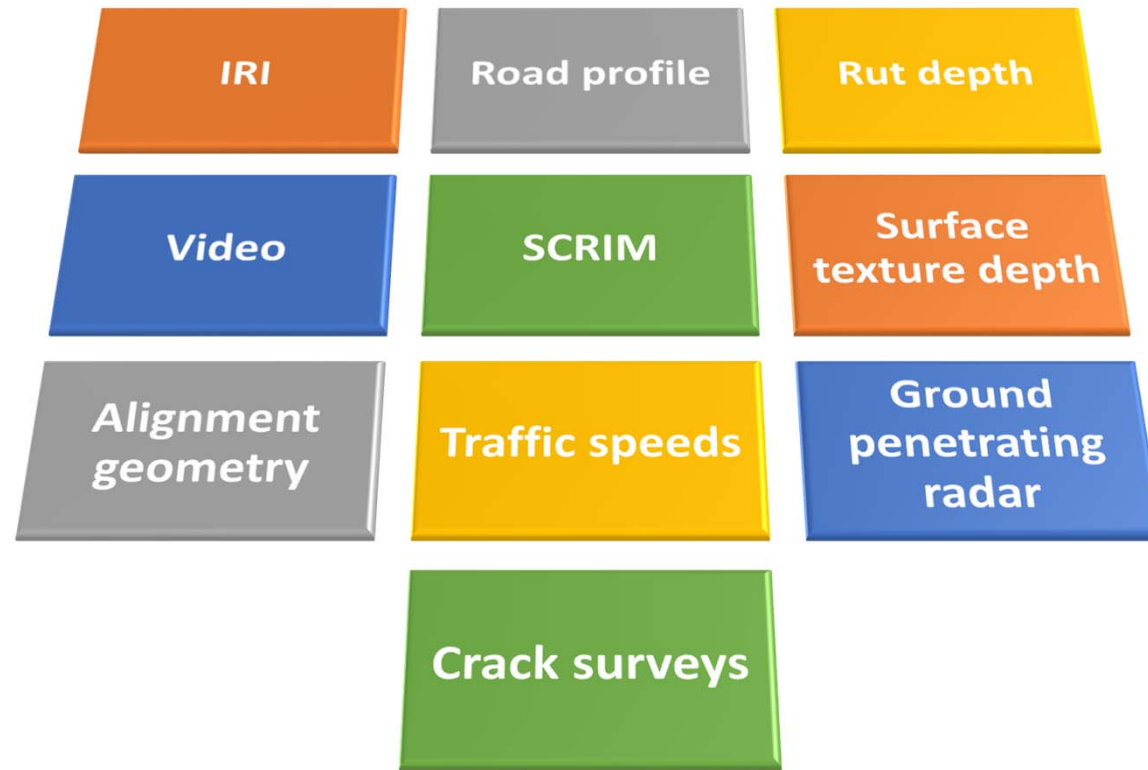 IRI
Road profile
Rut depth
Video
SCRIM
Surface
texture depth
Alignment
geometry
Traffic speeds
Ground
penetrating
radar
Crack surveys